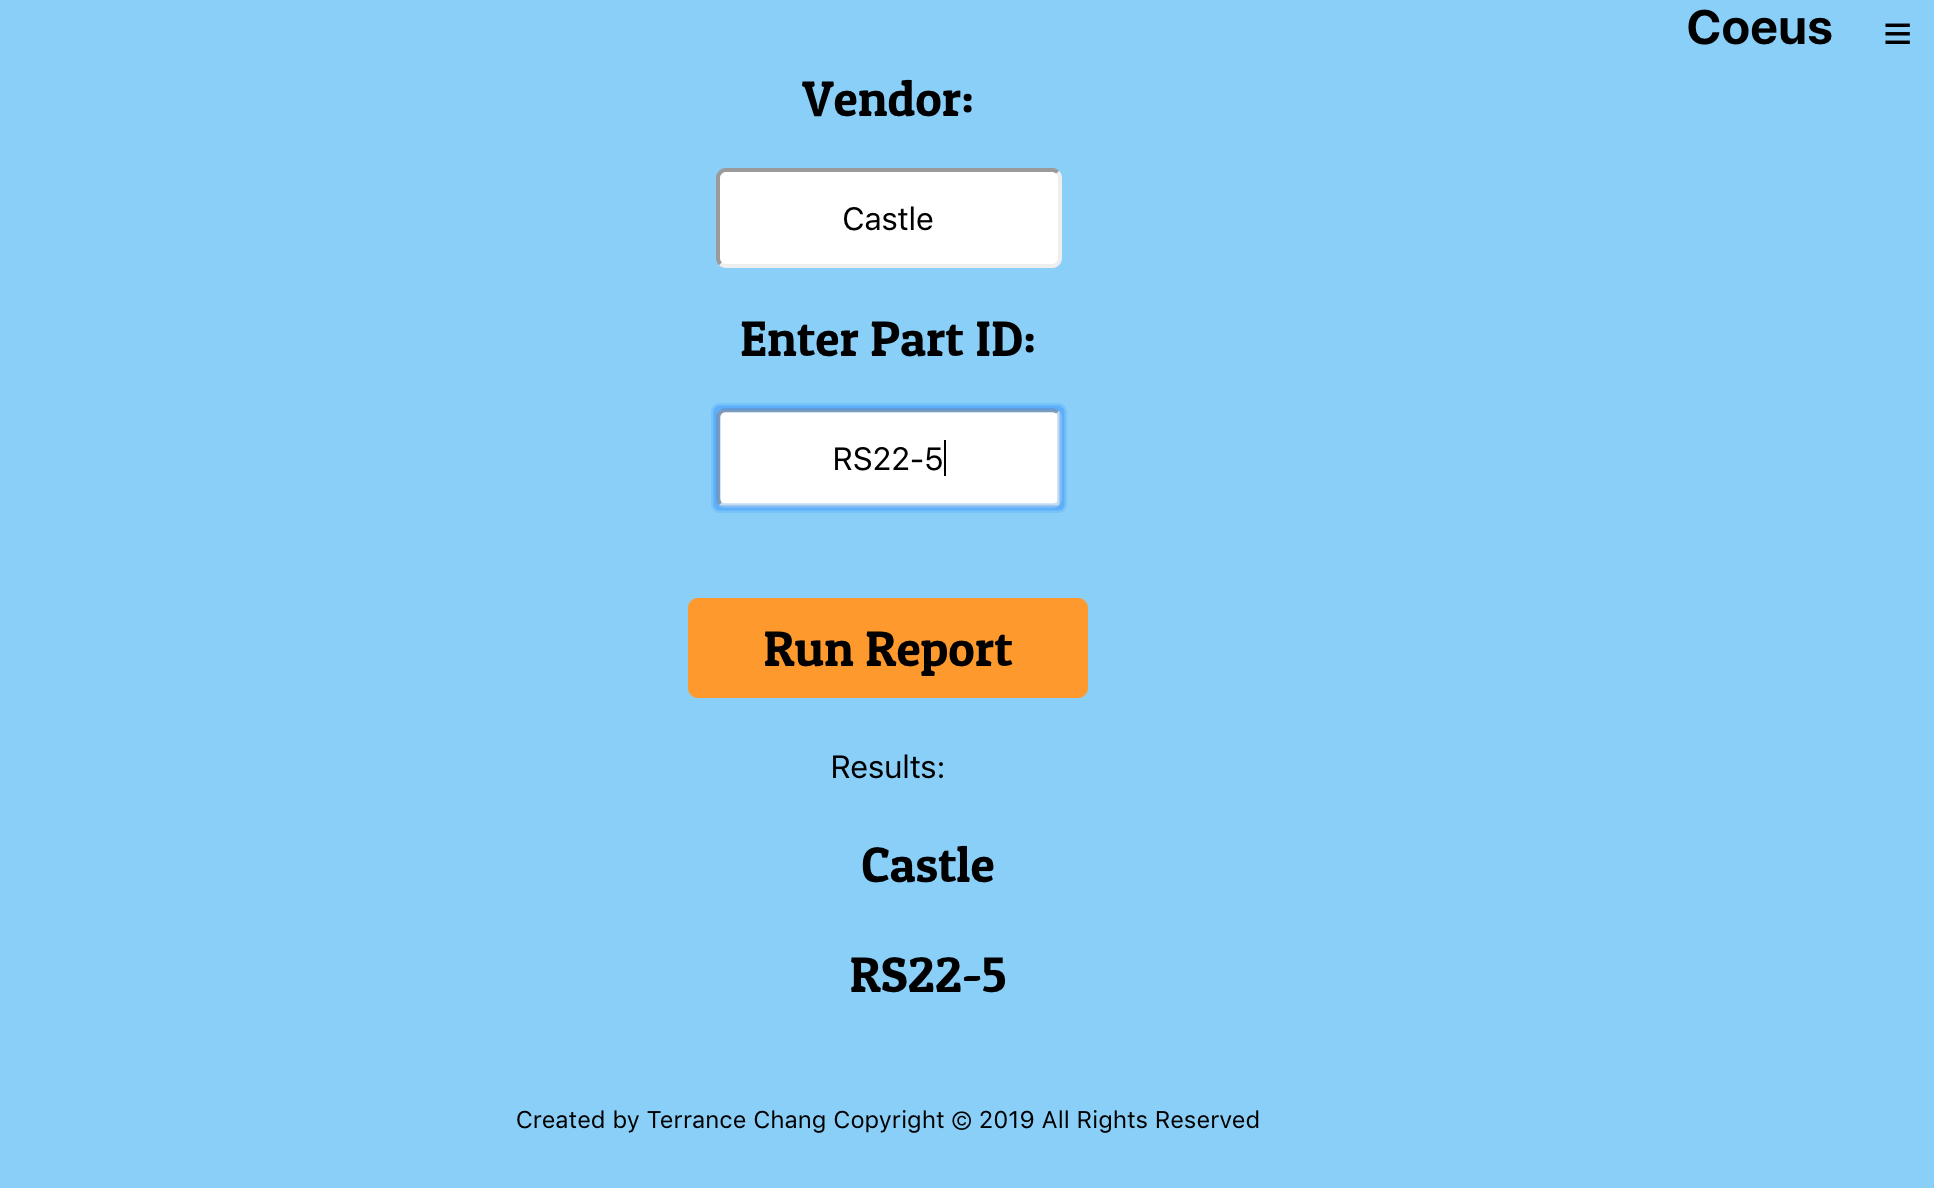 Coeus
Vendor:
Castle
Enter Part ID:
RS22-5
Run Report
Results:
Castle
RS22-5
Created by Terrance Chang Copyright © 2019 All Rights Reserved